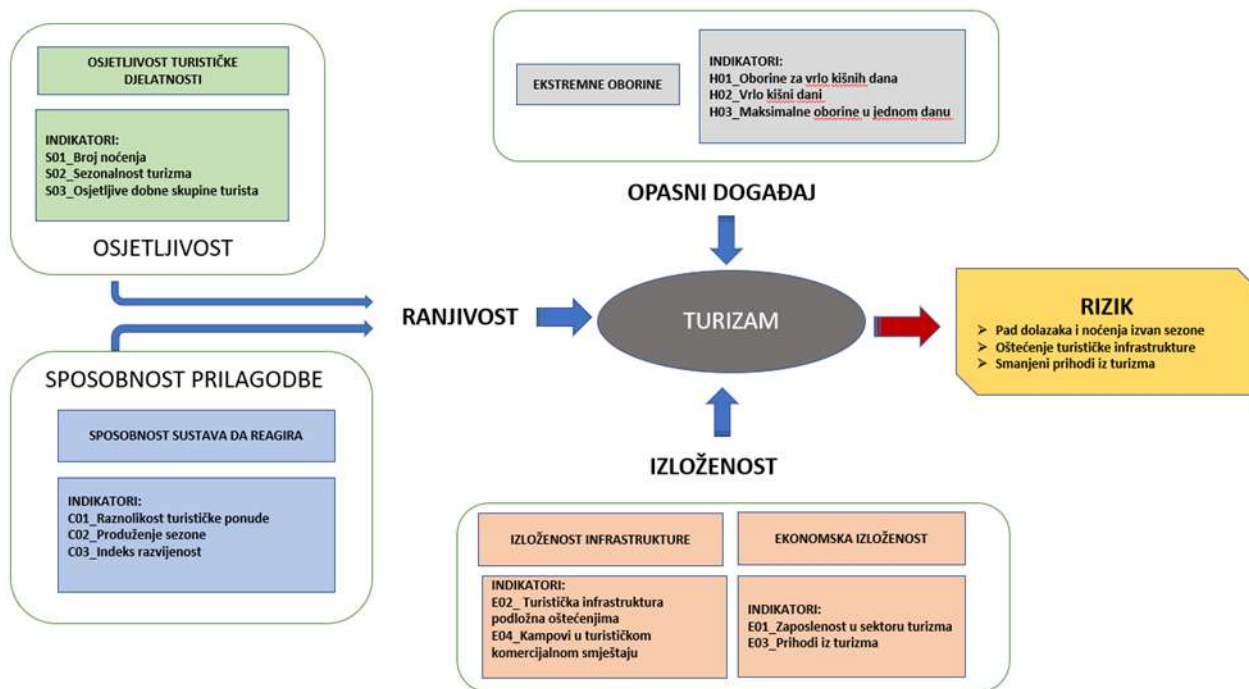 OSJETLJIVOST TURISTIČKE
DJELATNOSTI
INDIKATORI:
S01_Broj noćenja
S02_Sezonalnost turizma
S03_Osjetljive dobne skupine turista
OSJETLJIVOST
EKSTREMNE OBORINE
INDIKATORI:
H01_Oborine za vrlo kišnih dana
H02_Vrlo kišni dani
H03_Maksimalne oborine u jednom danu
OPASNI DOGAĐAJ
RANJIVOST
TURIZAM
RIZIK
➢ Pad dolazaka i noćenja izvan sezone
➢ Oštećenje turističke infrastrukture
➢ Smanjeni prihodi iz turizma
SPOSOBNOST PRILAGODBE
SPOSOBNOST SUSTAVA DA REAGIRA
INDIKATORI:
C01_Raznolikost turističke ponude
C02_Produženje sezone
C03_Indeks razvijenost
IZLOŽENOST
IZLOŽENOST INFRASTRUKTURE
INDIKATORI:
E02_ Turistička infrastruktura
podložna oštećenjima
E04_Kampovi u turističkom
komercijalnom smještaju
EKONOMSKA IZLOŽENOST
INDIKATORI:
E01_Zaposlenost u sektoru turizma
E03_Prihodi iz turizma